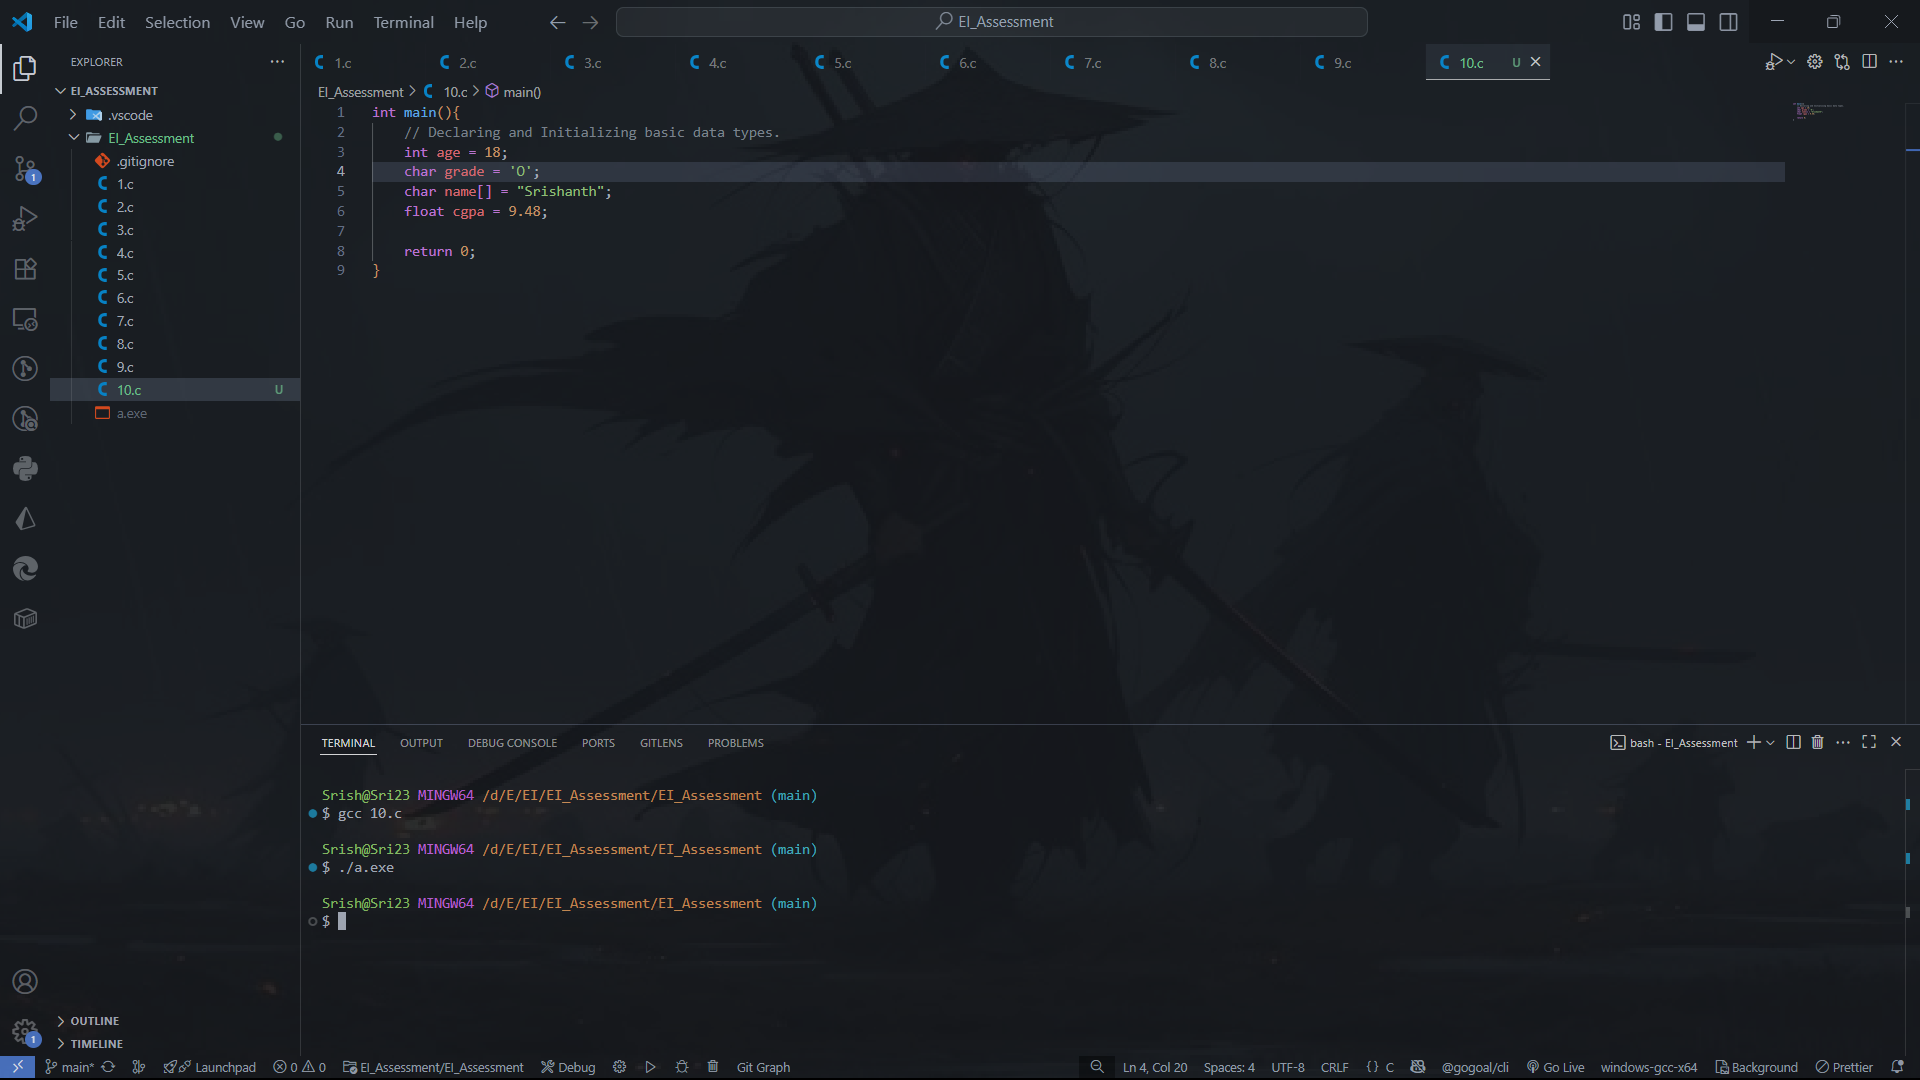 File Edit Selection View Go Run Terminal Help
EI_Assessment
EXPLORER
EI_ASSESSMENT
.vscode
EI_Assessment
.gitignore
1.c
2.c
3.c
4.c
5.c
6.c
7.c
8.c
9.c
10.c U
a.exe
OUTLINE
TIMELINE
1
1
1.c 2.c 3.c 4.c 5.c 6.c 7.c 8.c 9.c 10.c U
EI_Assessment > 10.c > main()
1 int main(){
2 // Declaring and Initializing basic data types.
3 int age = 18;
4 char grade = 'O';
5 char name[] = "Srishanth";
6 float cgpa = 9.48;
7
8 return 0;
9 }
TERMINAL OUTPUT DEBUG CONSOLE PORTS GITLENS PROBLEMS
bash - EI_Assessment
Srish@Sri23 MINGW64 /d/E/EI/EI_Assessment/EI_Assessment (main)
$ gcc 10.c
Srish@Sri23 MINGW64 /d/E/EI/EI_Assessment/EI_Assessment (main)
$ ./a.exe
Srish@Sri23 MINGW64 /d/E/EI/EI_Assessment/EI_Assessment (main)
$
main* Launchpad 0 0 EI_Assessment/EI_Assessment Debug Git Graph Ln 4, Col 20 Spaces: 4 UTF-8 CRLF {} C @gogoal/cli Go Live windows-gcc-x64 Background Prettier